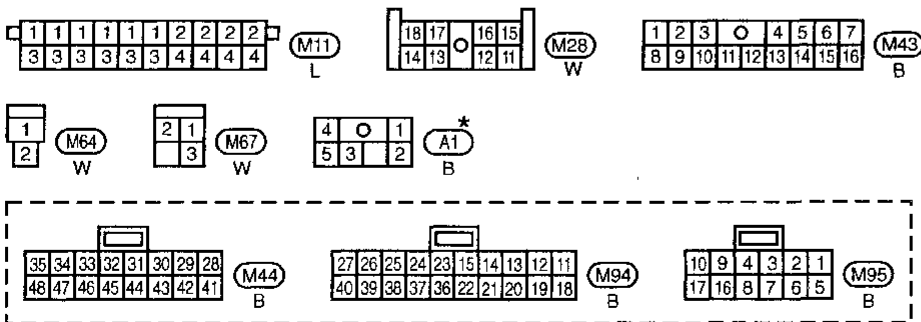 1 1 1 1 1 1 2 2 2 2
3 3 3 3 3 3 4 4 4 4
M11
L
18 17 16 15
14 13 12 11
M28
W
1 2 3 4 5 6 7
8 9 10 11 12 13 14 15 16
M43
B
1
2
M64
W
2 1
3
M67
W
4 1
5 3 2
*
A1
B
35 34 33 32 31 30 29 28
48 47 46 45 44 43 42 41
M44
B
27 26 25 24 23 15 14 13 12 11
40 39 38 37 36 22 21 20 19 18
M94
B
10 9 4 3 2 1
17 16 8 7 6 5
M95
B